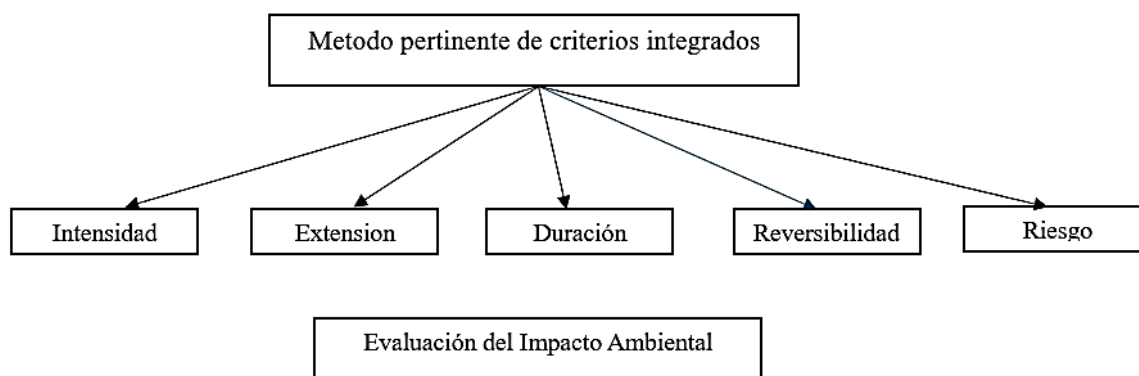 Metodo pertinente de criterios integrados
Intensidad
Extension
Duración
Reversibilidad
Riesgo
Evaluación del Impacto Ambiental